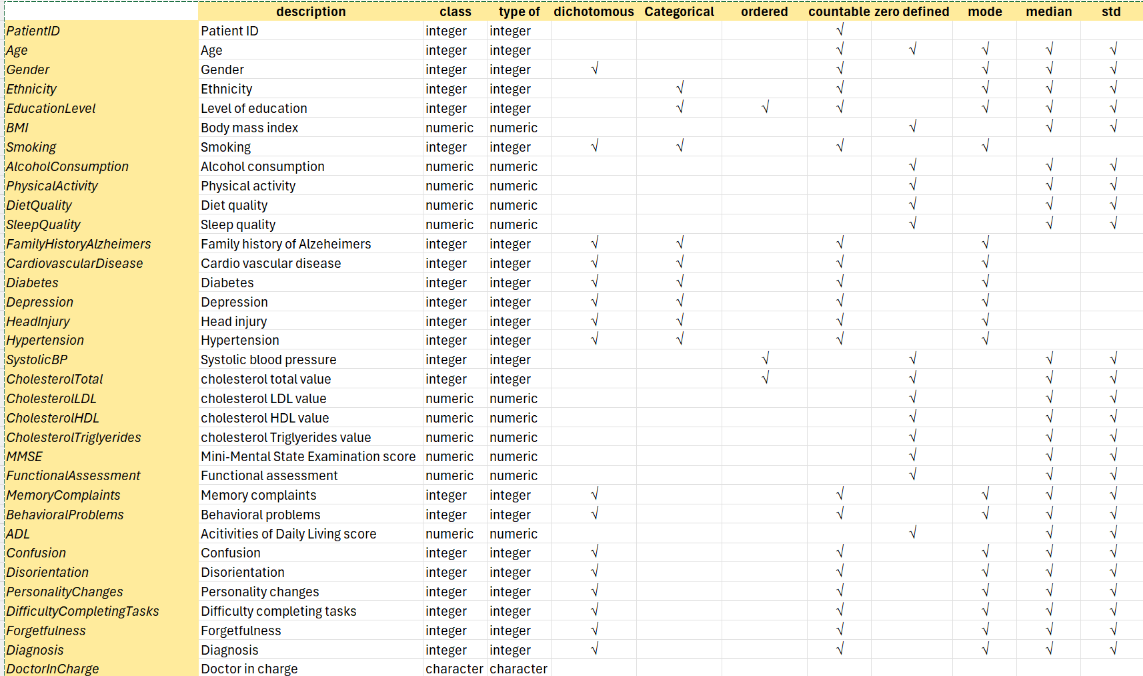 description class type of dichotomous Categorical ordered countable zero defined mode median std
PatientID Patient ID integer integer √
Age Age integer integer √ √ √ √ √
Gender Gender integer integer √ √ √ √ √
Ethnicity Ethnicity integer integer √ √ √ √ √
EducationLevel Level of education integer integer √ √ √ √ √ √
BMI Body mass index numeric numeric √ √ √
Smoking Smoking integer integer √ √ √ √
AlcoholConsumption Alcohol consumption numeric numeric √ √ √
PhysicalActivity Physical activity numeric numeric √ √ √
DietQuality Diet quality numeric numeric √ √ √
SleepQuality Sleep quality numeric numeric √ √ √
FamilyHistoryAlzheimers Family history of Alzeheimers integer integer √ √ √ √
CardiovascularDisease Cardio vascular disease integer integer √ √ √ √
Diabetes Diabetes integer integer √ √ √ √
Depression Depression integer integer √ √ √ √
HeadInjury Head injury integer integer √ √ √ √
Hypertension Hypertension integer integer √ √ √ √
SystolicBP Systolic blood pressure integer integer √ √ √ √
CholesterolTotal cholesterol total value integer integer √ √ √ √
CholesterolLDL cholesterol LDL value numeric numeric √ √ √
CholesterolHDL cholesterol HDL value numeric numeric √ √ √
CholesterolTriglyerides cholesterol Triglyerides value numeric numeric √ √ √
MMSE Mini-Mental State Examination score numeric numeric √ √ √
FunctionalAssessment Functional assessment numeric numeric √ √ √
MemoryComplaints Memory complaints integer integer √ √ √ √ √
BehavioralProblems Behavioral problems integer integer √ √ √ √ √
ADL Acitivities of Daily Living score numeric numeric √ √ √
Confusion Confusion integer integer √ √ √ √ √
Disorientation Disorientation integer integer √ √ √ √ √
PersonalityChanges Personality changes integer integer √ √ √ √ √
DifficultyCompletingTasks Difficulty completing tasks integer integer √ √ √ √ √
Forgetfulness Forgetfulness integer integer √ √ √ √ √
Diagnosis Diagnosis integer integer √ √ √ √ √
DoctorInCharge Doctor in charge character character